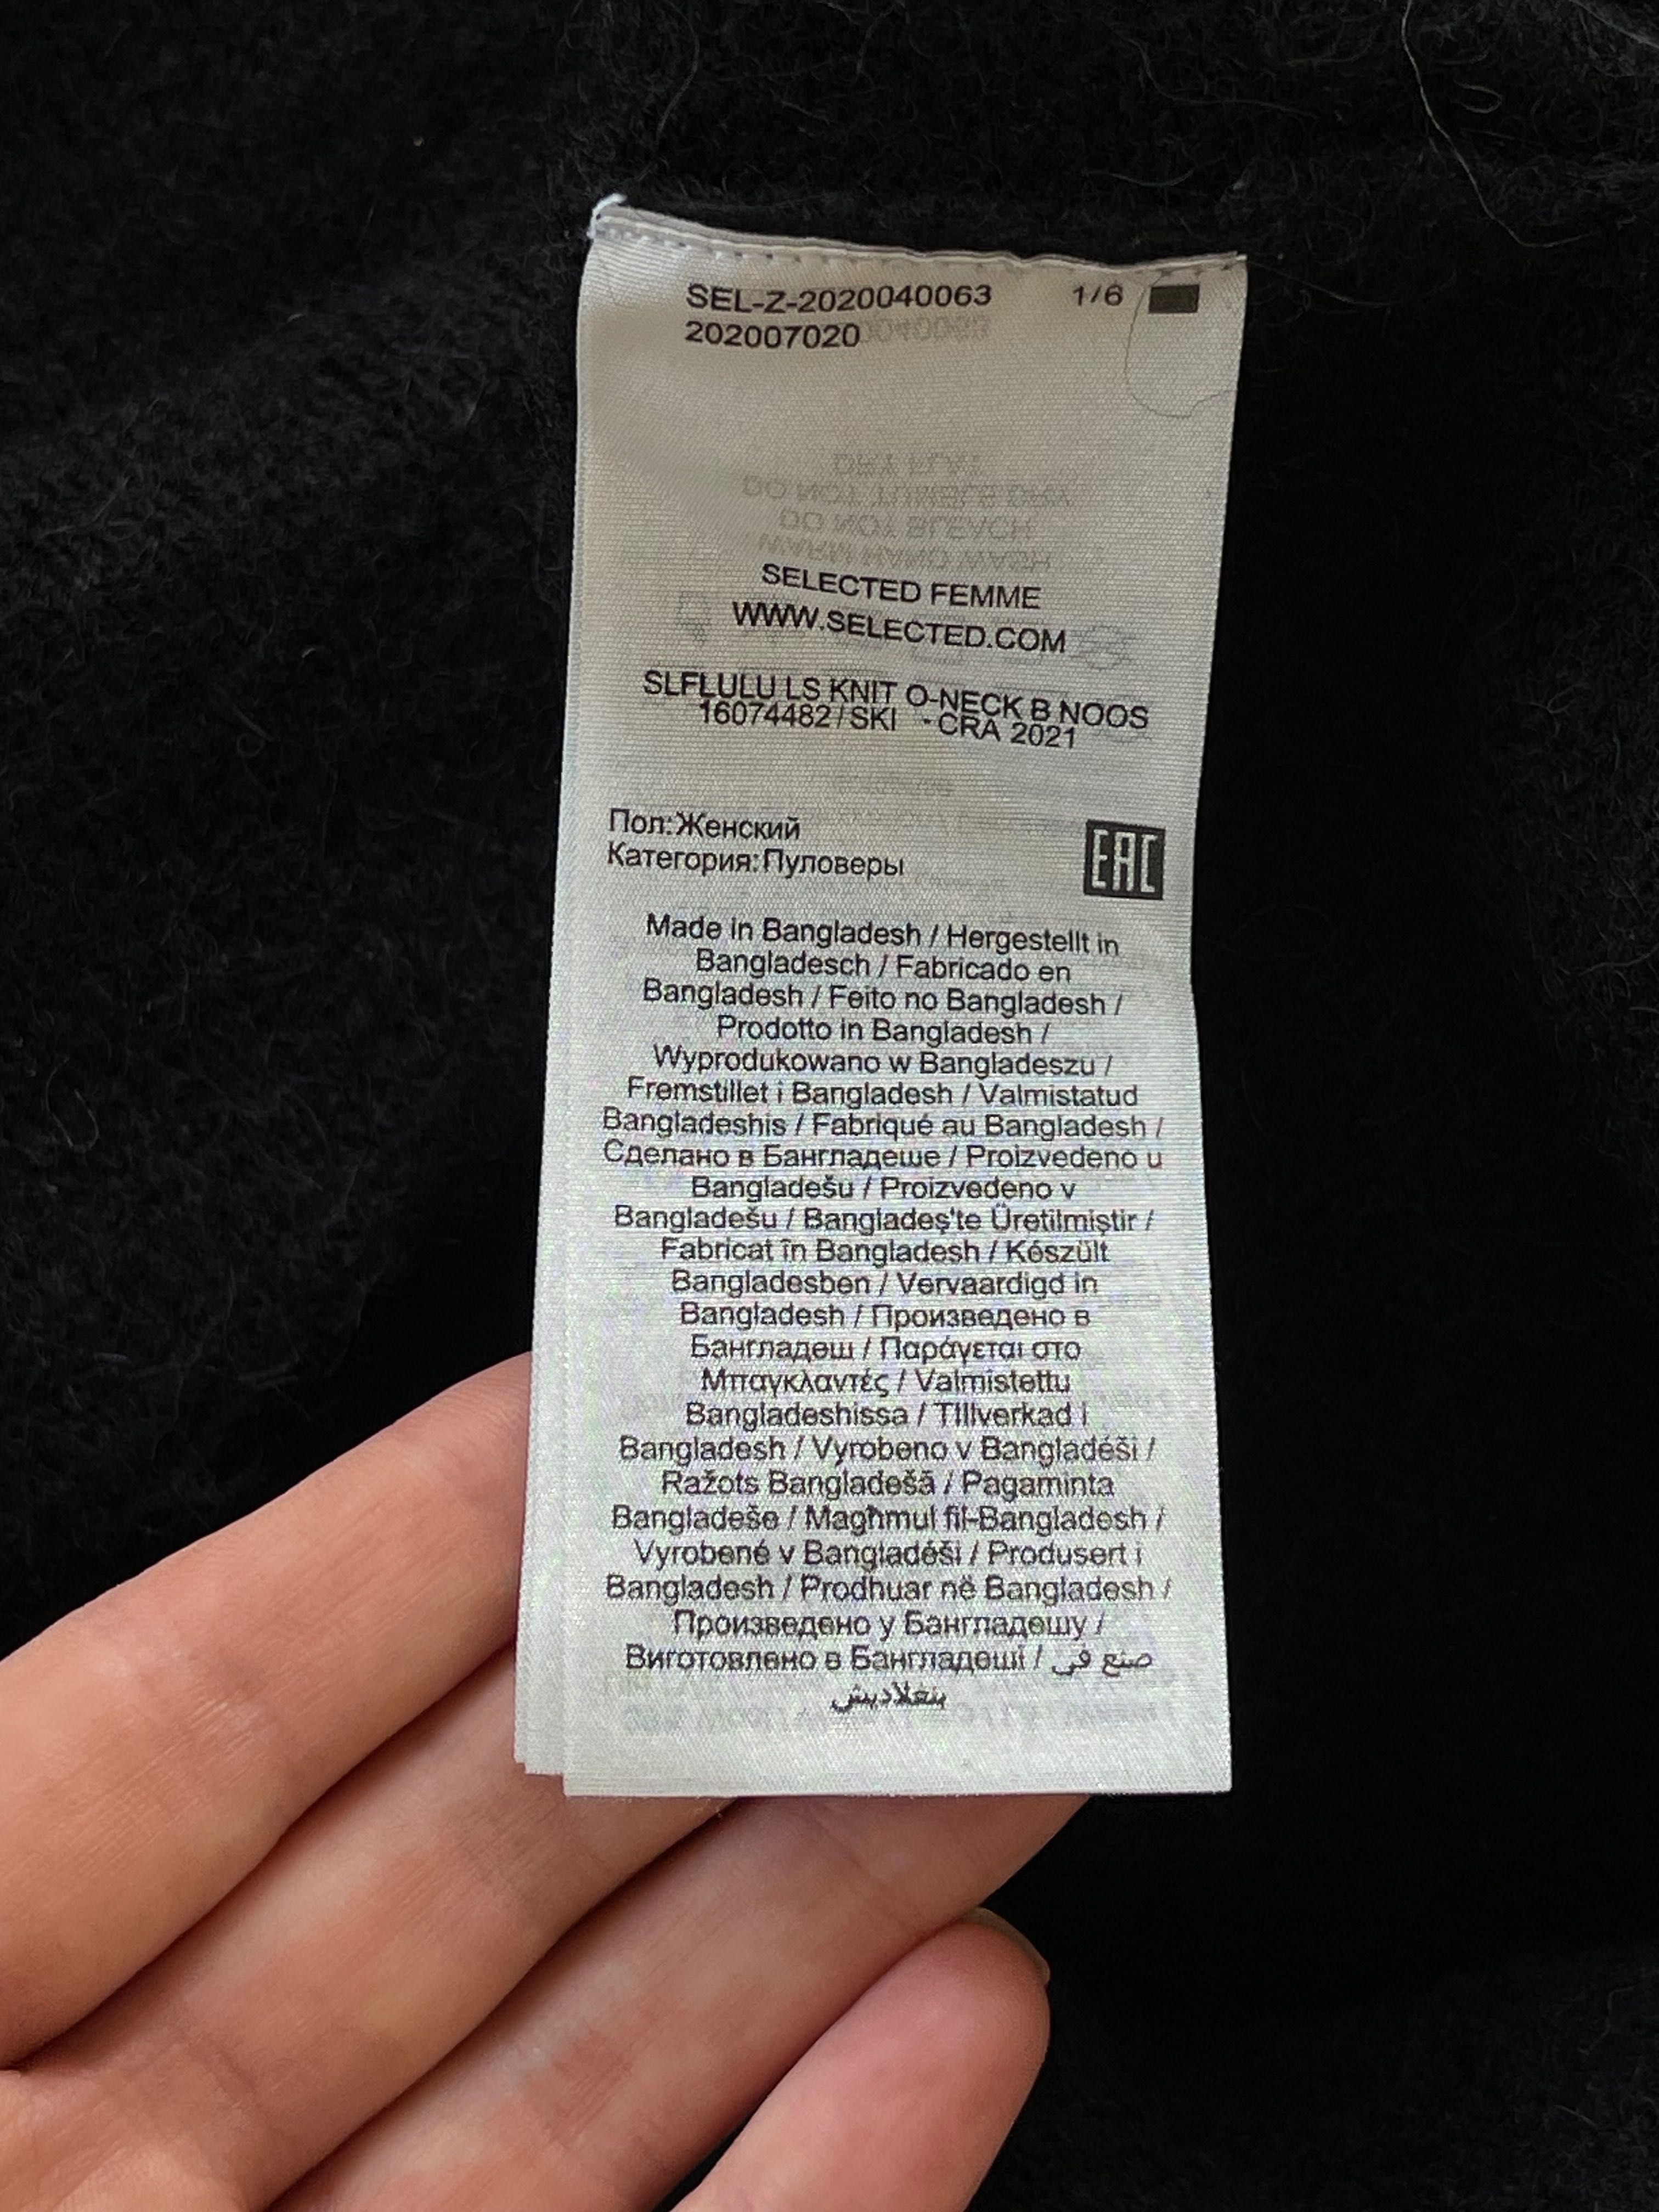 SEL-Z-2020040063 1/6
202007020
SELECTED FEMME
WWW.SELECTED.COM
SLFLULU LS KNIT O-NECK B NOOS
16074482/SKI - CRA 2021
Пол:Женский
Категория:Пуловеры
EAC
Made in Bangladesh / Hergestellt in
Bangladesch / Fabricado en
Bangladesh / Feito no Bangladesh /
Prodotto in Bangladesh /
Wyprodukowano w Bangladeszu /
Fremstillet i Bangladesh / Valmistatud
Bangladeshis / Fabriqué au Bangladesh /
Сделано в Бангладеше / Proizvedeno u
Bangladešu / Proizvedeno v
Bangladešu / Bangladeş'te Üretilmiştir /
Fabricat în Bangladesh / Készült
Bangladesben / Vervaardigd in
Bangladesh / Произведено в
Бангладеш / Παράγεται στο
Μπαγκλαντές / Valmistettu
Bangladeshissa / Tillverkad i
Bangladesh / Vyrobeno v Bangladéši /
Ražots Bangladešā / Pagaminta
Bangladeše / Magħmul fil-Bangladesh /
Vyrobené v Bangladéši / Produsert i
Bangladesh / Prodhuar në Bangladesh /
Произведено у Бангладешу /
Виготовлено в Бангладеші / صنع في
بنغلاديش